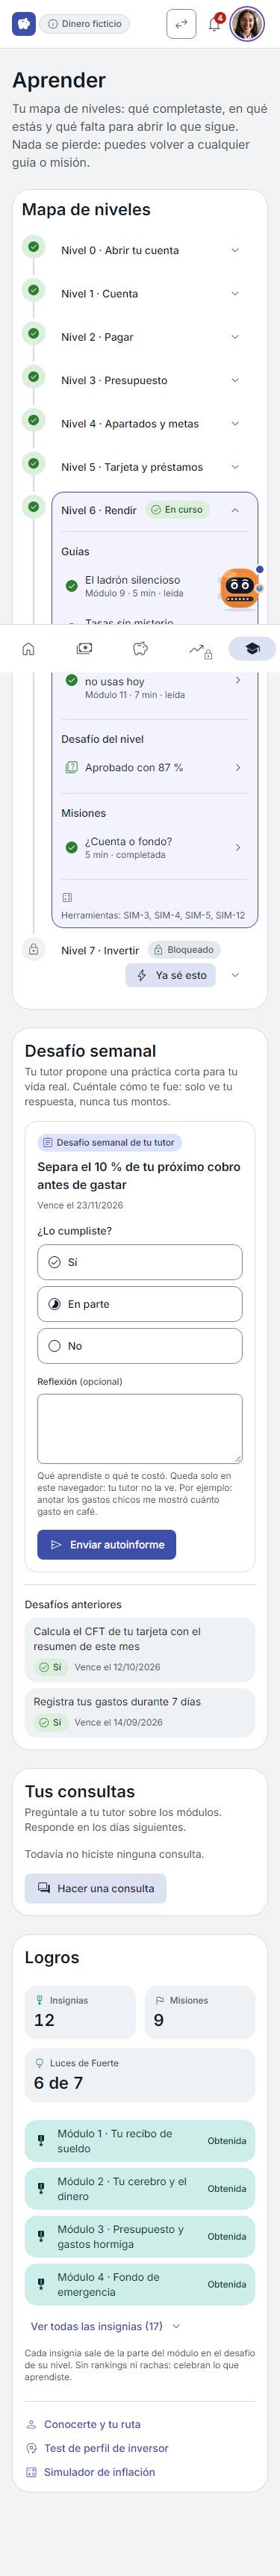 Dinero ficticio
4
Aprender
Tu mapa de niveles: qué completaste, en qué
estás y qué falta para abrir lo que sigue.
Nada se pierde: puedes volver a cualquier
guía o misión.
Mapa de niveles
Nivel 0 · Abrir tu cuenta
Nivel 1 · Cuenta
Nivel 2 · Pagar
Nivel 3 · Presupuesto
Nivel 4 · Apartados y metas
Nivel 5 · Tarjeta y préstamos
Nivel 6 · Rendir
En curso
Guías
El ladrón silencioso
Módulo 9 · 5 min · leida
Tasas sin misterio
no usas hoy
Módulo 11 · 7 min · leida
Desafío del nivel
Aprobado con 87 %
Misiones
¿Cuenta o fondo?
5 min · completada
Herramientas: SIM-3, SIM-4, SIM-5, SIM-12
Nivel 7 · Invertir
Bloqueado
Ya sé esto
Desafío semanal
Tu tutor propone una práctica corta para tu
vida real. Cuéntale cómo te fue: solo ve tu
respuesta, nunca tus montos.
Desafío semanal de tu tutor
Separa el 10 % de tu próximo cobro
antes de gastar
Vence el 23/11/2026
¿Lo cumpliste?
Sí
En parte
No
Reflexión (opcional)
Qué aprendiste o qué te costó. Queda solo en
este navegador: tu tutor no la ve. Por ejemplo:
anotar los gastos chicos me mostró cuánto
gasto en café.
Enviar autoinforme
Desafíos anteriores
Calcula el CFT de tu tarjeta con el
resumen de este mes
Sí
Vence el 12/10/2026
Registra tus gastos durante 7 días
Sí
Vence el 14/09/2026
Tus consultas
Pregúntale a tu tutor sobre los módulos.
Responde en los días siguientes.
Todavía no hiciste ninguna consulta.
Hacer una consulta
Logros
Insignias
12
Misiones
9
Luces de Fuerte
6 de 7
Módulo 1 · Tu recibo de
sueldo
Obtenida
Módulo 2 · Tu cerebro y el
dinero
Obtenida
Módulo 3 · Presupuesto y
gastos hormiga
Obtenida
Módulo 4 · Fondo de
emergencia
Obtenida
Ver todas las insignias (17)
Cada insignia sale de la parte del módulo en el desafío
de su nivel. Sin rankings ni rachas: celebran lo que
aprendiste.
Conocerte y tu ruta
Test de perfil de inversor
Simulador de inflación